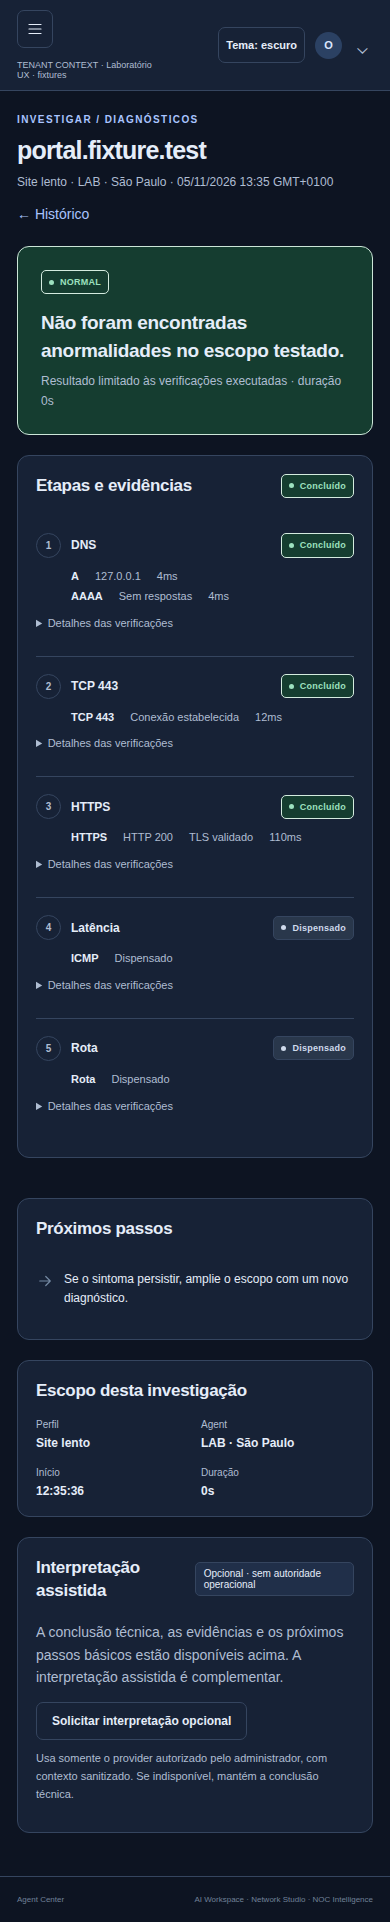 TENANT CONTEXT · Laboratório
UX · fixtures
Tema: escuro
O
INVESTIGAR / DIAGNÓSTICOS
portal.fixture.test
Site lento · LAB · São Paulo · 05/11/2026 13:35 GMT+0100
← Histórico
NORMAL
Não foram encontradas
anormalidades no escopo testado.
Resultado limitado às verificações executadas · duração
0s
Etapas e evidências
Concluído
1 DNS Concluído
A 127.0.0.1 4ms
AAAA Sem respostas 4ms
▶ Detalhes das verificações
2 TCP 443 Concluído
TCP 443 Conexão estabelecida 12ms
▶ Detalhes das verificações
3 HTTPS Concluído
HTTPS HTTP 200 TLS validado 110ms
▶ Detalhes das verificações
4 Latência Dispensado
ICMP Dispensado
▶ Detalhes das verificações
5 Rota Dispensado
Rota Dispensado
▶ Detalhes das verificações
Próximos passos
Se o sintoma persistir, amplie o escopo com um novo
diagnóstico.
Escopo desta investigação
Perfil Agent
Site lento LAB · São Paulo
Início Duração
12:35:36 0s
Interpretação
assistida
Opcional · sem autoridade
operacional
A conclusão técnica, as evidências e os próximos
passos básicos estão disponíveis acima. A
interpretação assistida é complementar.
Solicitar interpretação opcional
Usa somente o provider autorizado pelo administrador, com
contexto sanitizado. Se indisponível, mantém a conclusão
técnica.
Agent Center AI Workspace · Network Studio · NOC Intelligence